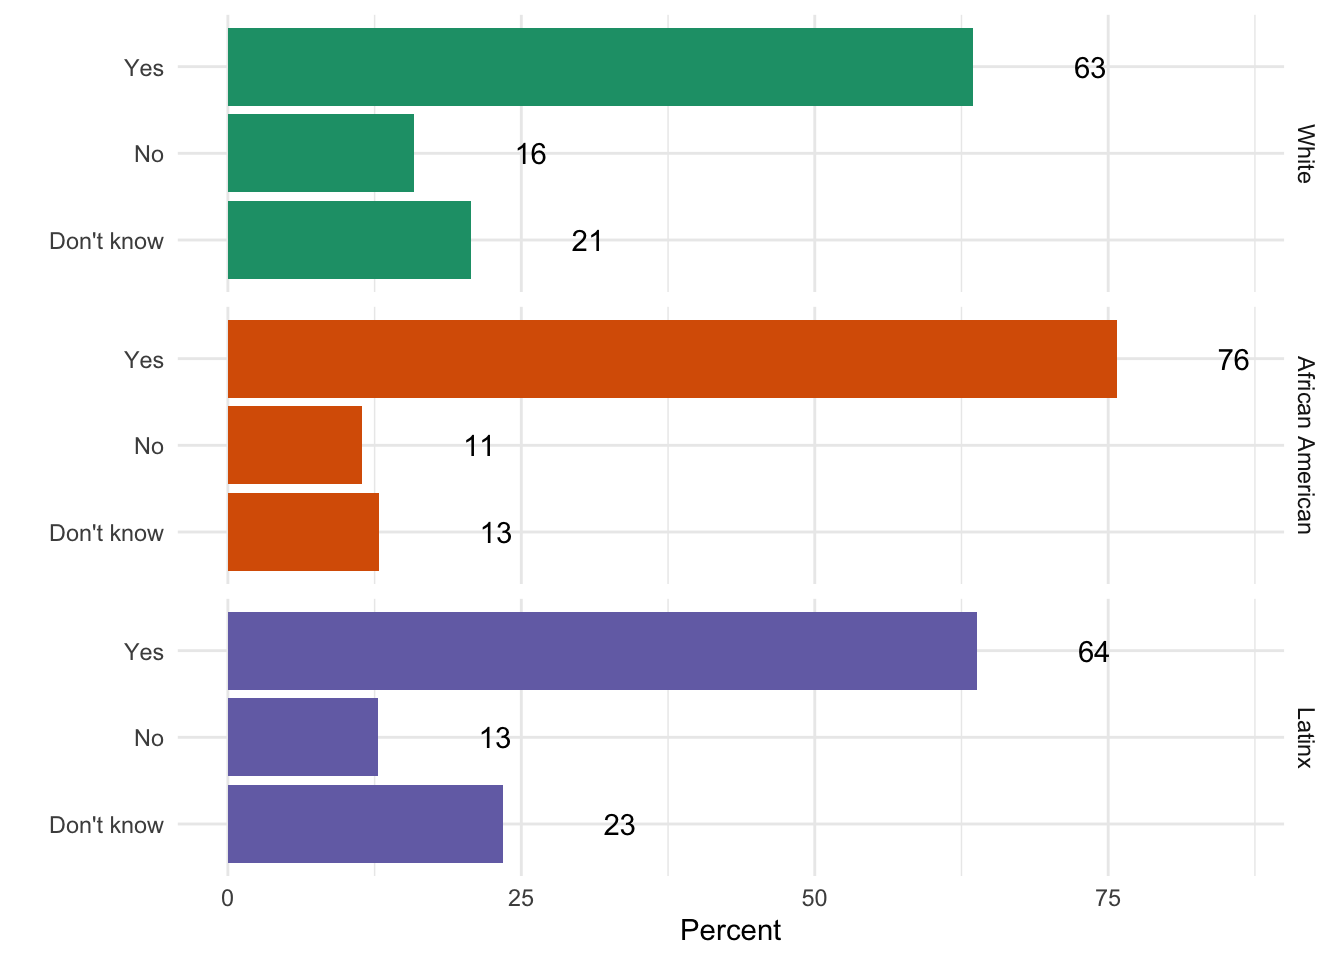 Yes
63
No
16
Don't know
21
White
Yes
76
No
11
Don't know
13
African American
Yes
64
No
13
Don't know
23
Latinx
0
25
50
75
Percent